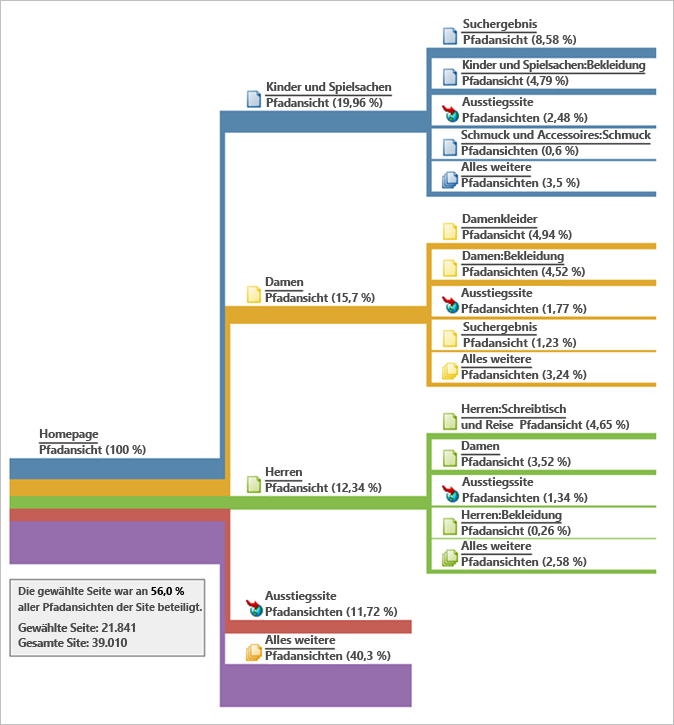 Suchergebnis
Pfadansicht (8,58 %)
Kinder und Spielsachen
Pfadansicht (19,96 %)
Kinder und Spielsachen:Bekleidung
Pfadansicht (4,79 %)
Ausstiegssite
Pfadansichten (2,48 %)
Schmuck und Accessoires:Schmuck
Pfadansichten (0,6 %)
Alles weitere
Pfadansichten (3,5 %)
Damenkleider
Pfadansicht (4,94 %)
Damen
Pfadansicht (15,7 %)
Damen:Bekleidung
Pfadansichten (4,52 %)
Ausstiegssite
Pfadansichten (1,77 %)
Suchergebnis
Pfadansicht (1,23 %)
Alles weitere
Pfadansichten (3,24 %)
Homepage
Pfadansicht (100 %)
Herren:Schreibtisch
und Reise Pfadansicht (4,65 %)
Herren
Pfadansicht (12,34 %)
Damen
Pfadansicht (3,52 %)
Ausstiegssite
Pfadansichten (1,34 %)
Herren:Bekleidung
Pfadansicht (0,26 %)
Alles weitere
Pfadansichten (2,58 %)
Ausstiegssite
Pfadansichten (11,72 %)
Alles weitere
Pfadansichten (40,3 %)
Die gewählte Seite war an 56,0 %
aller Pfadansichten der Site beteiligt.
Gewählte Seite: 21.841
Gesamte Site: 39.010